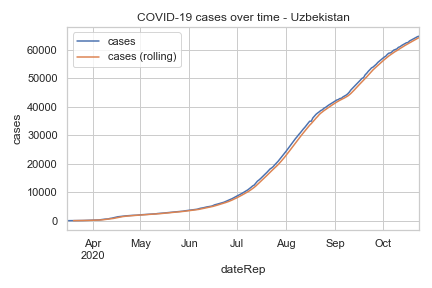 COVID-19 cases over time - Uzbekistan
cases
cases (rolling)
60000
50000
40000
30000
20000
10000
0
cases
Apr
2020
May
Jun
Jul
Aug
Sep
Oct
dateRep